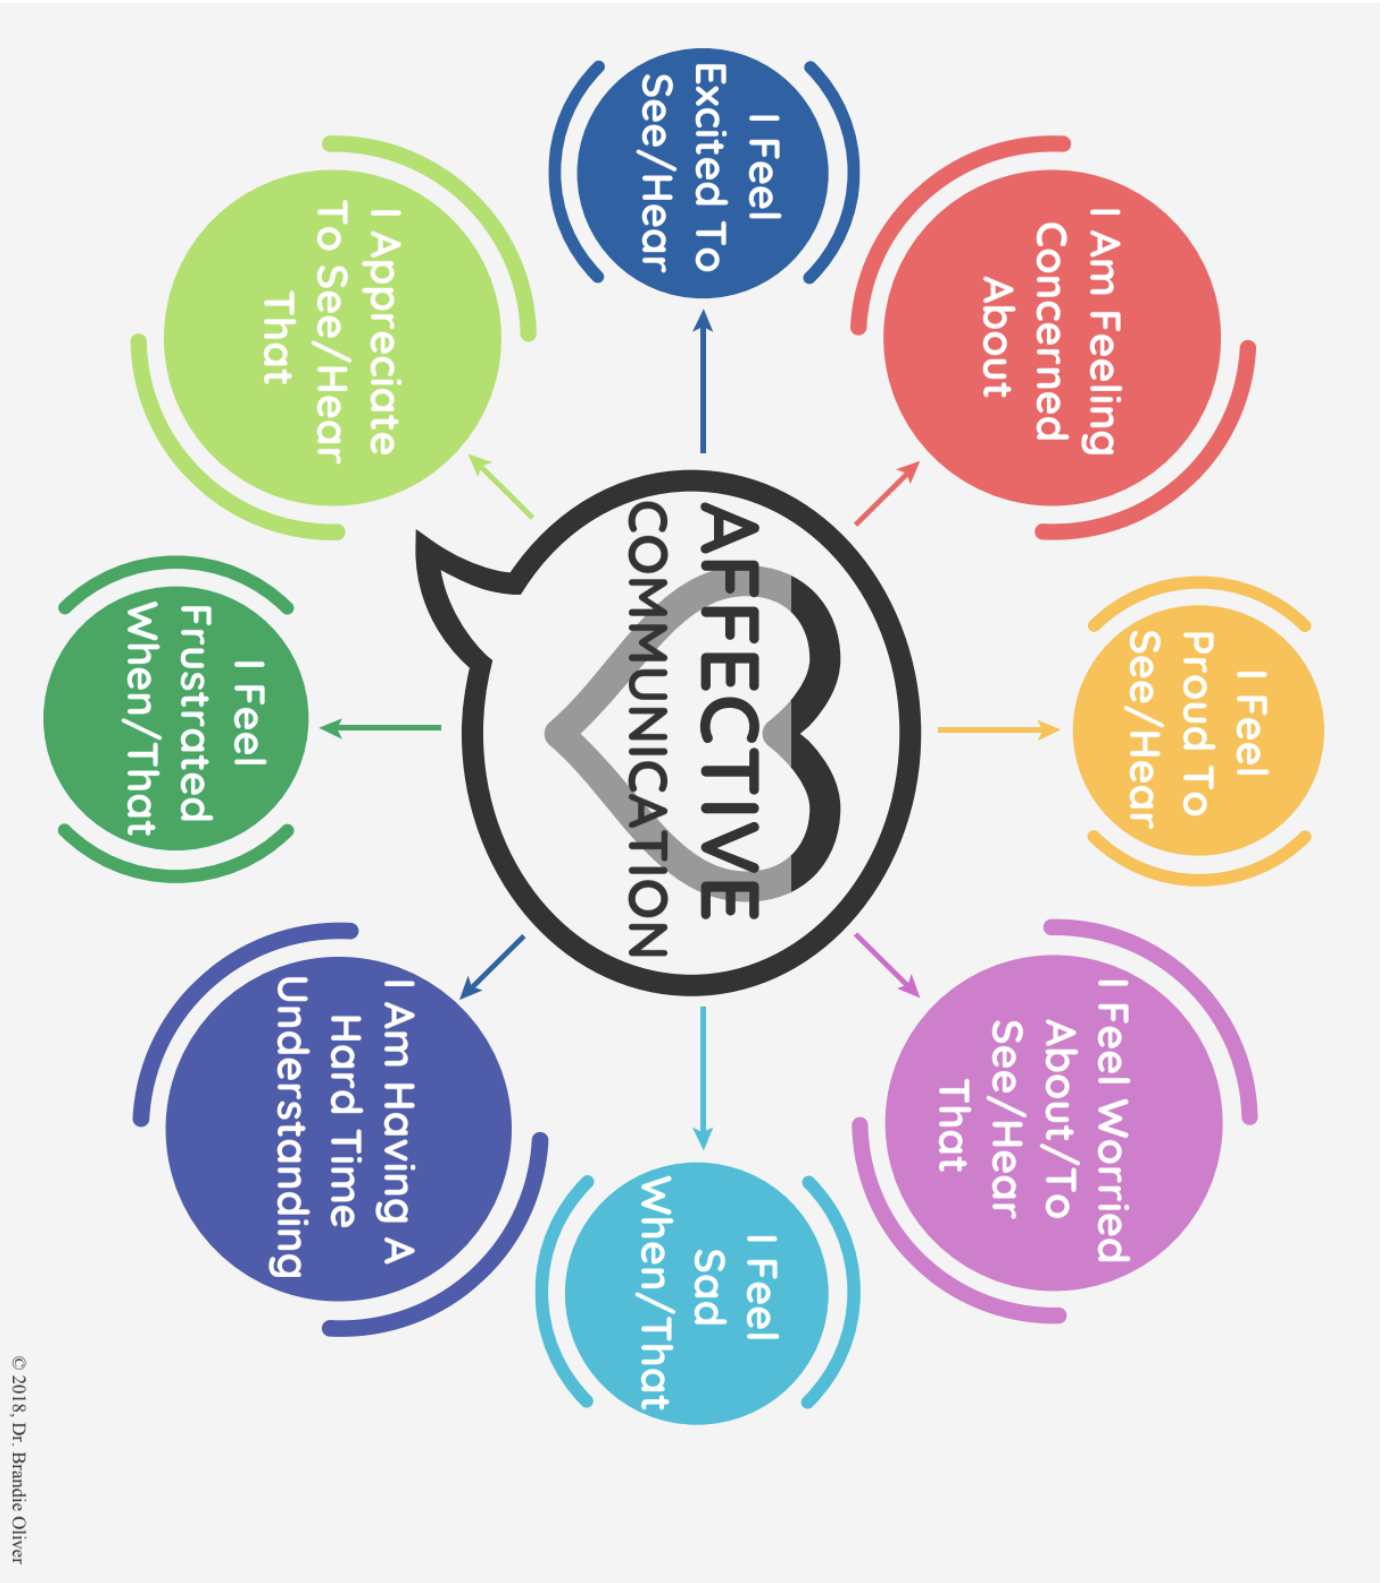 I Feel
Proud To
See/Hear
I Am Feeling
Concerned
About
I Feel Worried
About/To
See/Hear
That
I Feel
Excited To
See/Hear
AFFECTIVE
COMMUNICATION
I Feel
Sad
When/That
I Appreciate
To See/Hear
That
I Am Having A
Hard Time
Understanding
I Feel
Frustrated
When/That
© 2018, Dr. Brandie Oliver